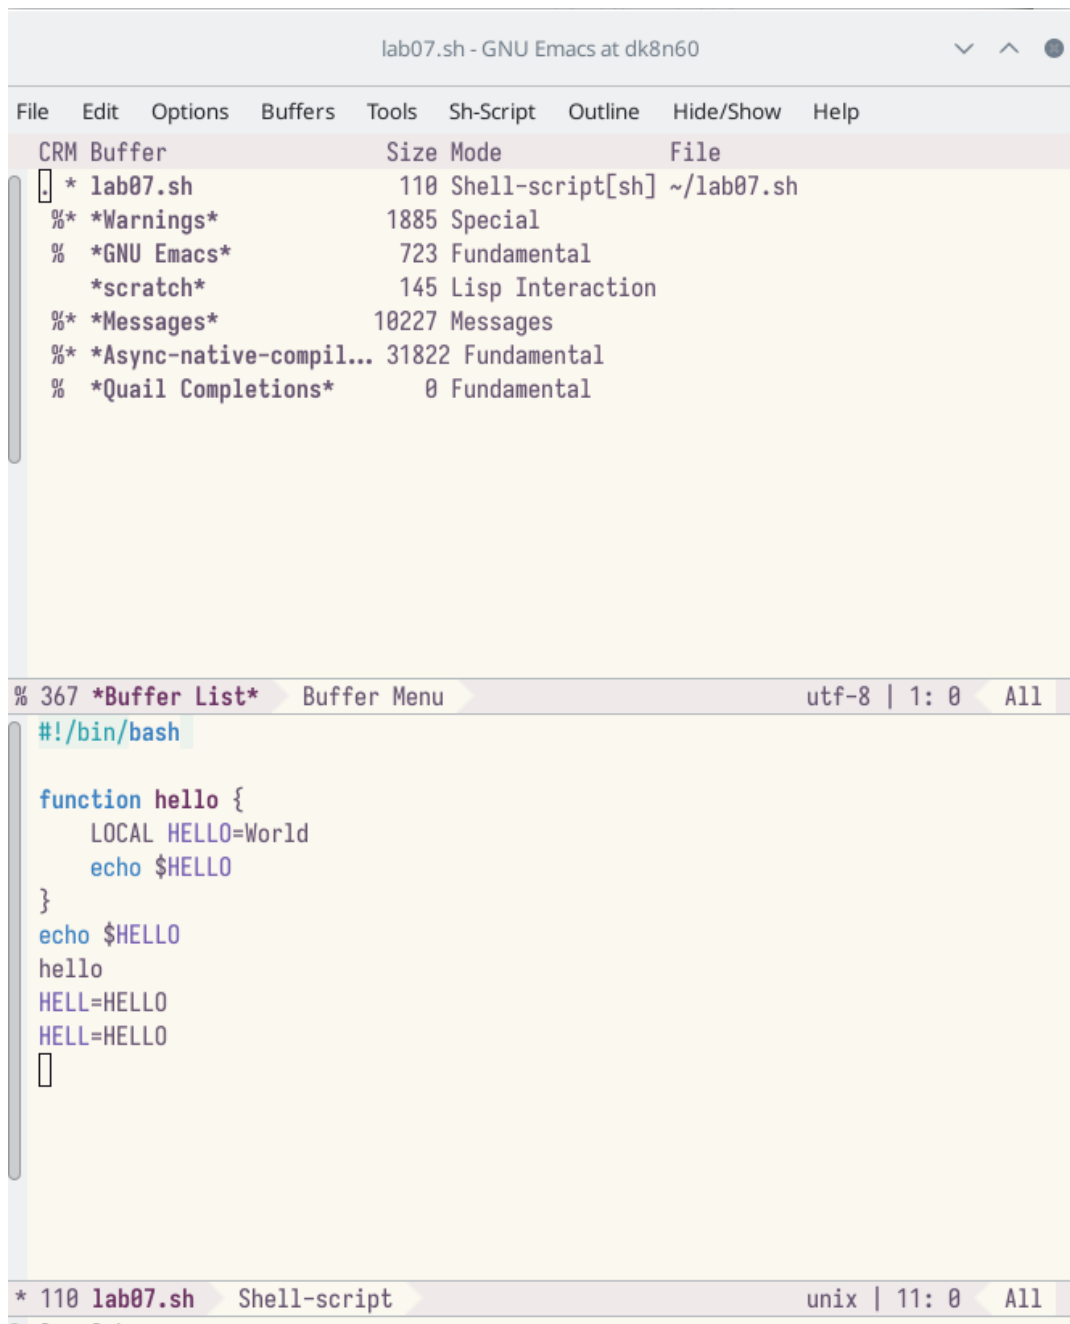 lab07.sh - GNU Emacs at dk8n60
File Edit Options Buffers Tools Sh-Script Outline Hide/Show Help
CRM Buffer Size Mode File
. * lab07.sh 110 Shell-script[sh] ~/lab07.sh
%* *Warnings* 1885 Special
% *GNU Emacs* 723 Fundamental
*scratch* 145 Lisp Interaction
%* *Messages* 10227 Messages
%* *Async-native-compil... 31822 Fundamental
% *Quail Completions* 0 Fundamental
% 367 *Buffer List* Buffer Menu utf-8 | 1: 0 All
#!/bin/bash
function hello {
LOCAL HELLO=World
echo $HELLO
}
echo $HELLO
hello
HELL=HELLO
HELL=HELLO
* 110 lab07.sh Shell-script unix | 11: 0 All